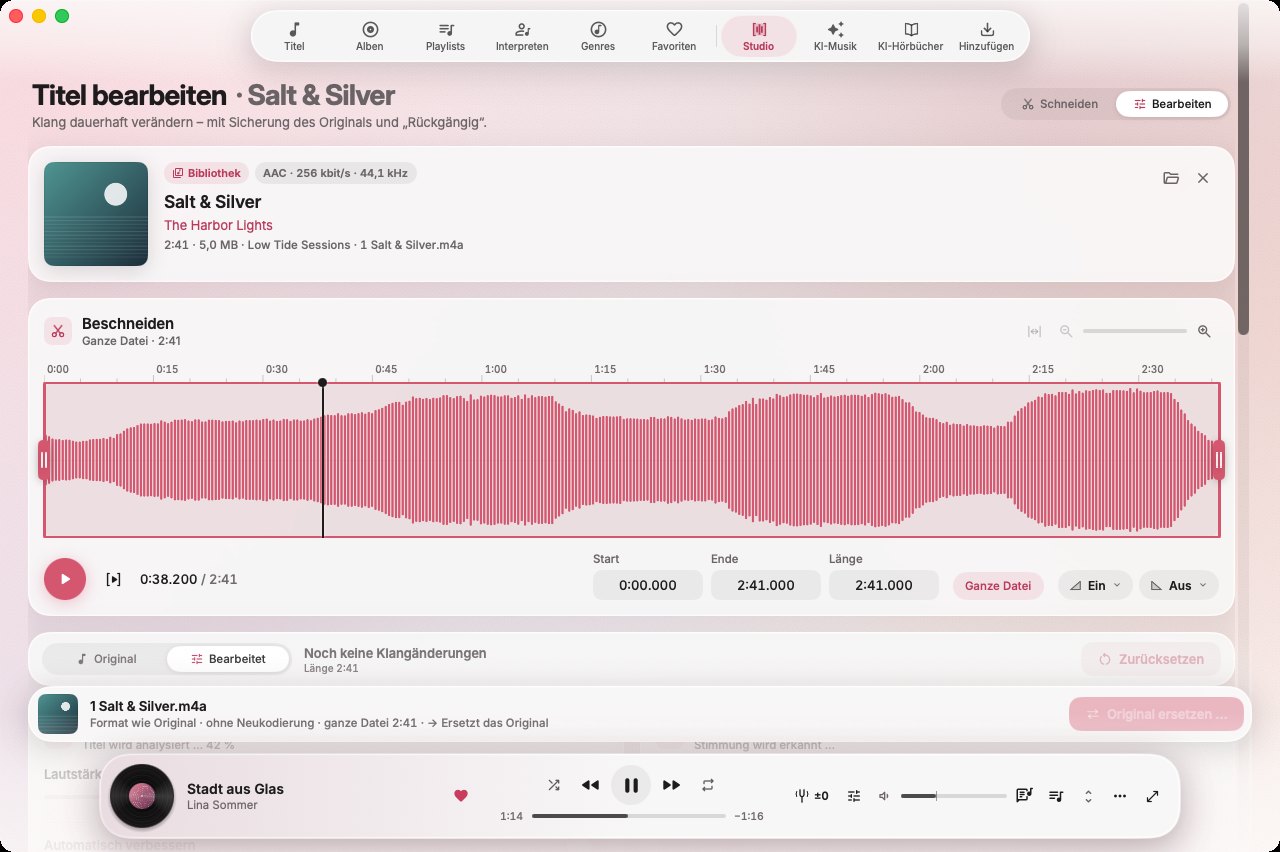 Titel
Alben
Playlists
Interpreten
Genres
Favoriten
Studio
KI-Musik
KI-Hörbücher
Hinzufügen
Titel bearbeiten · Salt & Silver
Klang dauerhaft verändern – mit Sicherung des Originals und „Rückgängig“.
Schneiden
Bearbeiten
Bibliothek
AAC · 256 kbit/s · 44,1 kHz
Salt & Silver
The Harbor Lights
2:41 · 5,0 MB · Low Tide Sessions · 1 Salt & Silver.m4a
Beschneiden
Ganze Datei · 2:41
0:00 0:15 0:30 0:45 1:00 1:15 1:30 1:45 2:00 2:15 2:30
Start
Ende
Länge
0:38.200 / 2:41
0:00.000
2:41.000
2:41.000
Ganze Datei
Ein
Aus
Original
Bearbeitet
Noch keine Klangänderungen
Länge 2:41
Zurücksetzen
1 Salt & Silver.m4a
Format wie Original · ohne Neukodierung · ganze Datei 2:41 · → Ersetzt das Original
Original ersetzen ...
Titel wird analysiert ... 42 %
Stimmung wird erkannt ...
Stadt aus Glas
Lina Sommer
1:14
−1:16
±0
Automatisch verbessern